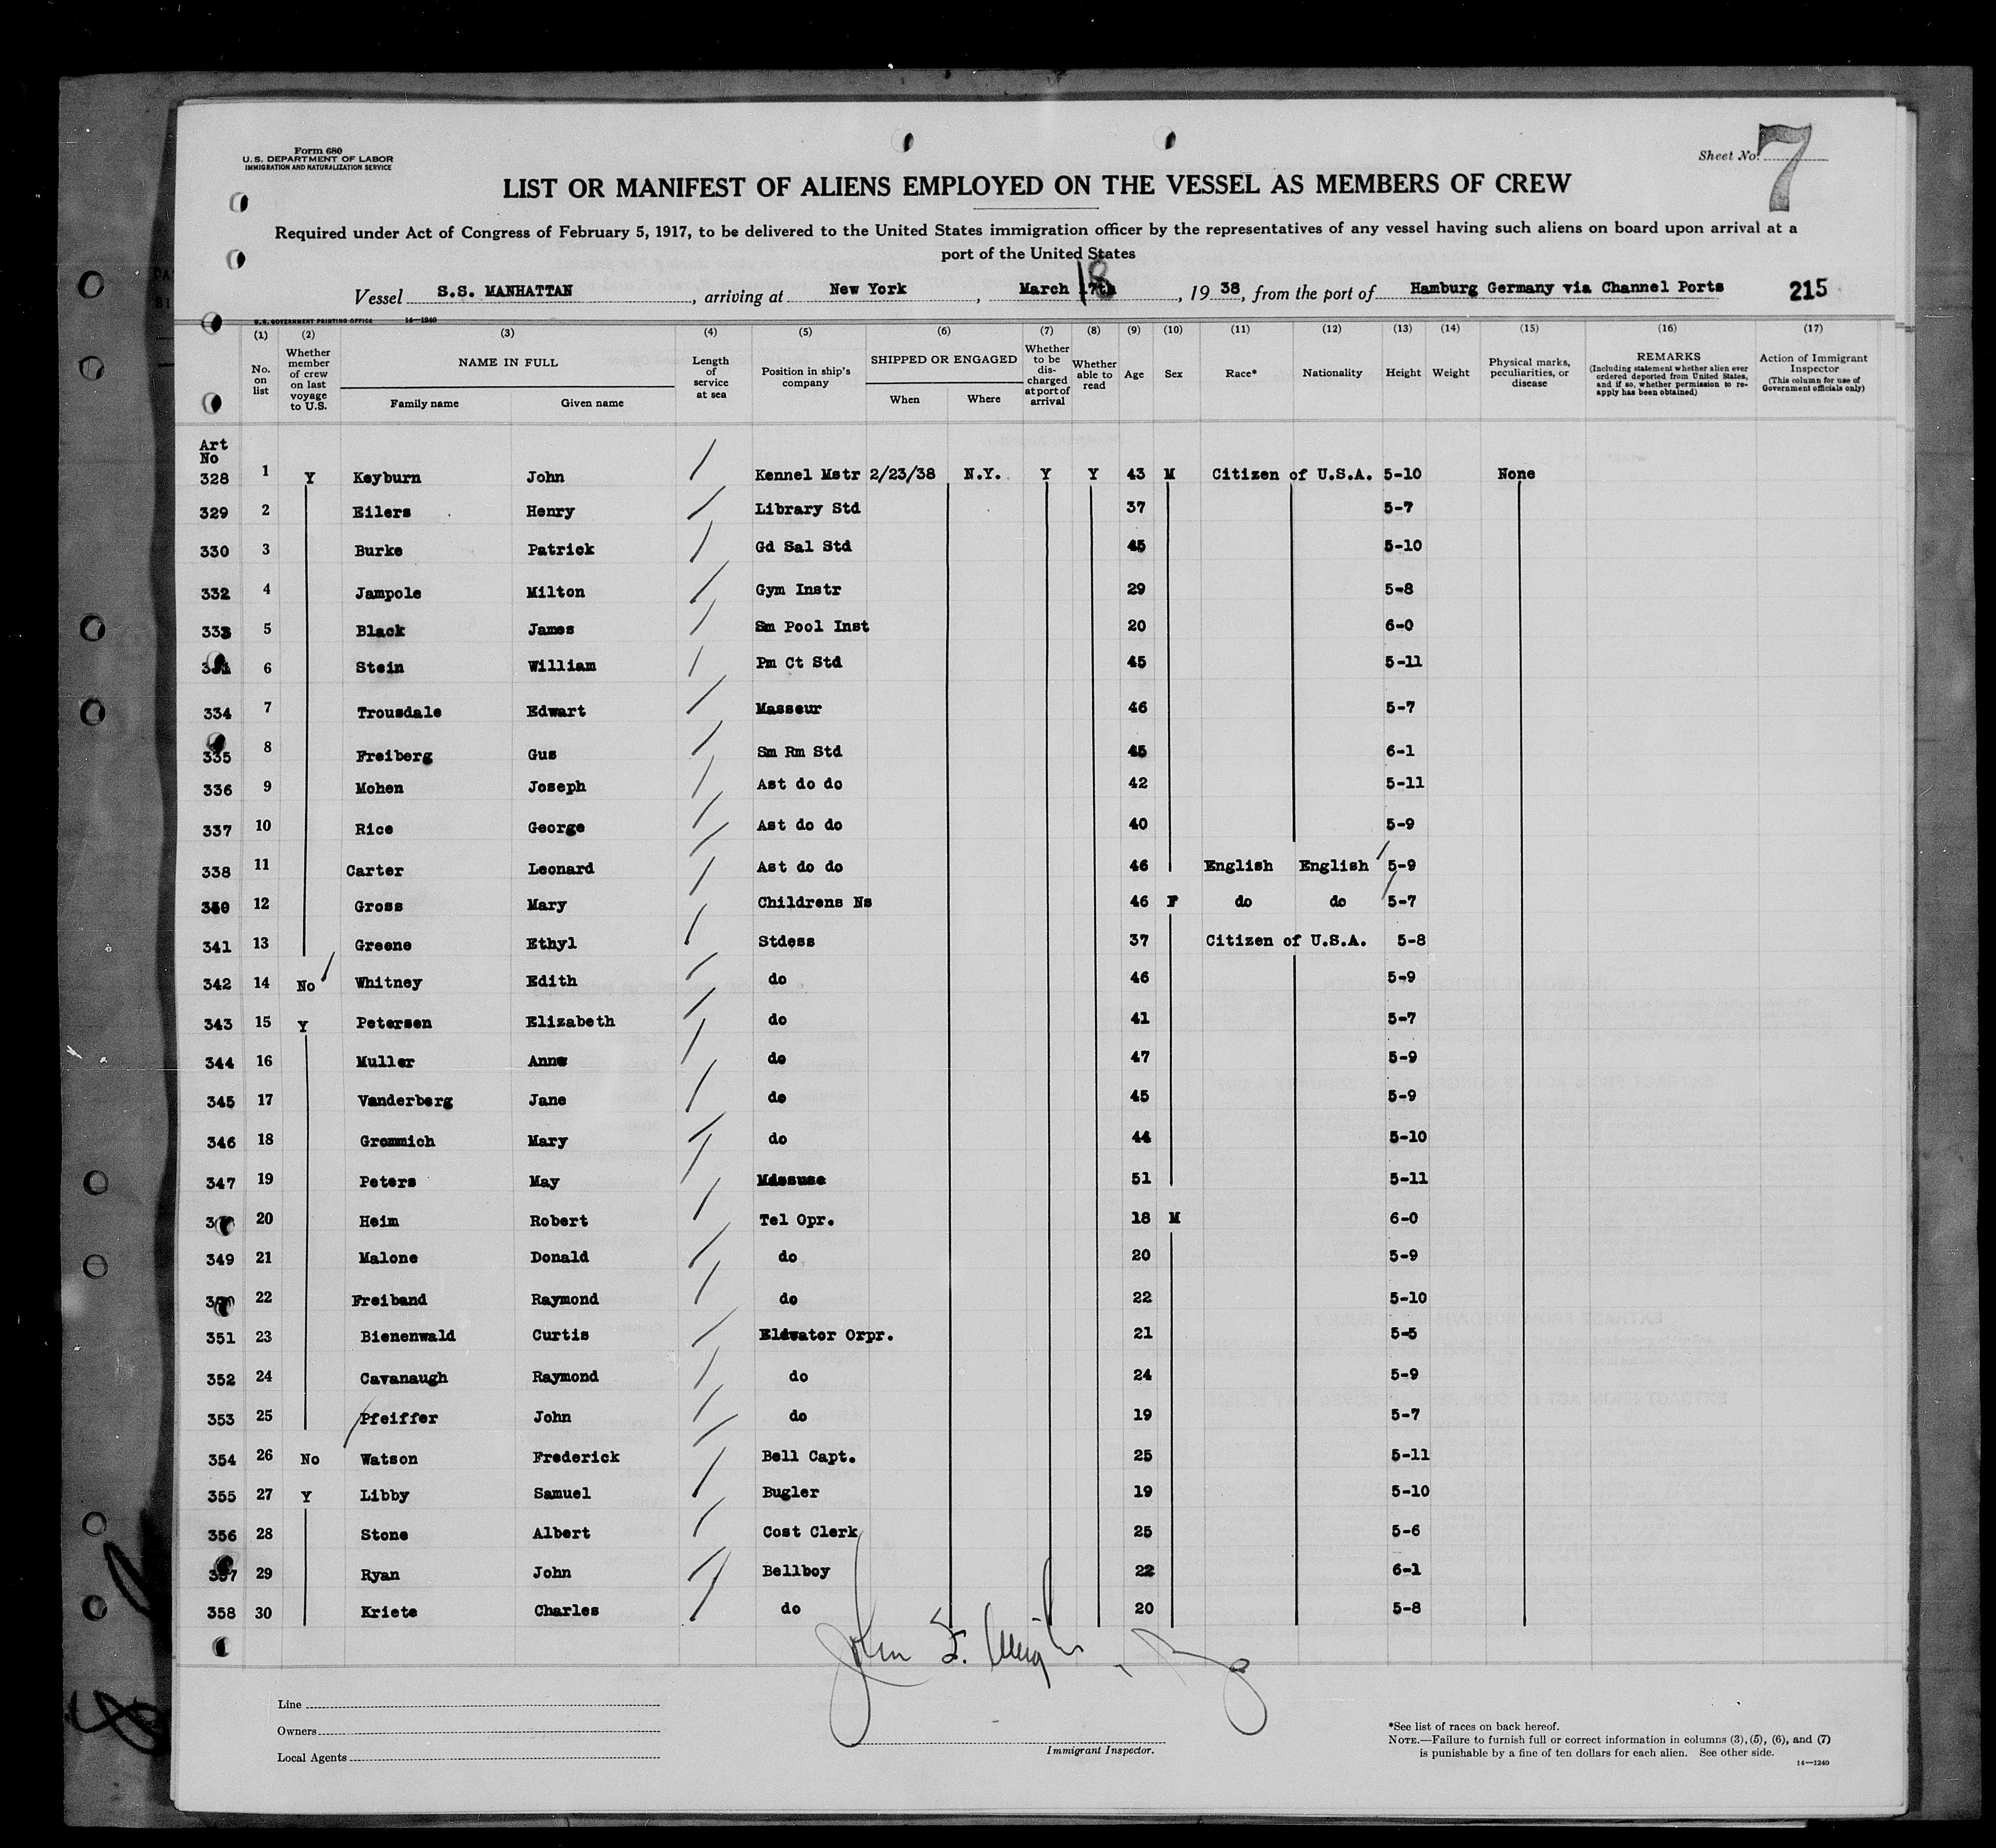 Form 680
U. S. DEPARTMENT OF LABOR
IMMIGRATION AND NATURALIZATION SERVICE
Sheet No. 7
LIST OR MANIFEST OF ALIENS EMPLOYED ON THE VESSEL AS MEMBERS OF CREW
Required under Act of Congress of February 5, 1917, to be delivered to the United States immigration officer by the representatives of any vessel having such aliens on board upon arrival at a
port of the United States
Vessel S.S. MANHATTAN, arriving at New York, March 18, 1938, from the port of Hamburg Germany via Channel Ports 215
U. S. GOVERNMENT PRINTING OFFICE 14—1240
(1) (2) (3) (4) (5) (6) (7) (8) (9) (10) (11) (12) (13) (14) (15) (16) (17)
No. on list
Whether member of crew on last voyage to U.S.
NAME IN FULL
Family name Given name
Length of service at sea
Position in ship's company
SHIPPED OR ENGAGED
When Where
Whether to be discharged at port of arrival
Whether able to read
Age Sex Race* Nationality Height Weight
Physical marks, peculiarities, or disease
REMARKS
(Including statement whether alien ever ordered deported from United States, and if so, whether permission to reapply has been obtained)
Action of Immigrant Inspector
(This column for use of Government officials only)
Art
No
328 1 Y Keyburn John Kennel Mstr 2/23/38 N.Y. Y Y 43 M Citizen of U.S.A. 5-10 None
329 2 Eilers Henry Library Std 37 5-7
330 3 Burke Patrick Gd Sal Std 45 5-10
332 4 Jampole Milton Gym Instr 29 5-8
333 5 Black James Sm Pool Inst 20 6-0
6 Stein William Pm Ct Std 45 5-11
334 7 Trousdale Edwart Masseur 46 5-7
335 8 Freiberg Gus Sm Rm Std 45 6-1
336 9 Mohen Joseph Ast do do 42 5-11
337 10 Rice George Ast do do 40 5-9
338 11 Carter Leonard Ast do do 46 English English 5-9
12 Gross Mary Childrens Ns 46 F do do 5-7
341 13 Greene Ethyl Stdess 37 Citizen of U.S.A. 5-8
342 14 No Whitney Edith do 46 5-9
343 15 Y Petersen Elizabeth do 41 5-7
344 16 Muller Anne do 47 5-9
345 17 Vanderberg Jane do 45 5-9
346 18 Grommich Mary do 44 5-10
347 19 Peters May 51 5-11
20 Heim Robert Tel Opr. 18 M 6-0
349 21 Malone Donald do 20 5-9
22 Freiband Raymond do 22 5-10
351 23 Bienenwald Curtis Elevator Orpr. 21 5-5
352 24 Cavanaugh Raymond do 24 5-9
353 25 Pfeiffer John do 19 5-7
354 26 No Watson Frederick Bell Capt. 25 5-11
355 27 Y Libby Samuel Bugler 19 5-10
356 28 Stone Albert Cost Clerk 25 5-6
357 29 Ryan John Bellboy 22 6-1
358 30 Kriete Charles do 20 5-8
Line
Owners
Local Agents
Immigrant Inspector.
*See list of races on back hereof.
NOTE.—Failure to furnish full or correct information in columns (3), (5), (6), and (7)
is punishable by a fine of ten dollars for each alien. See other side.
14—1240